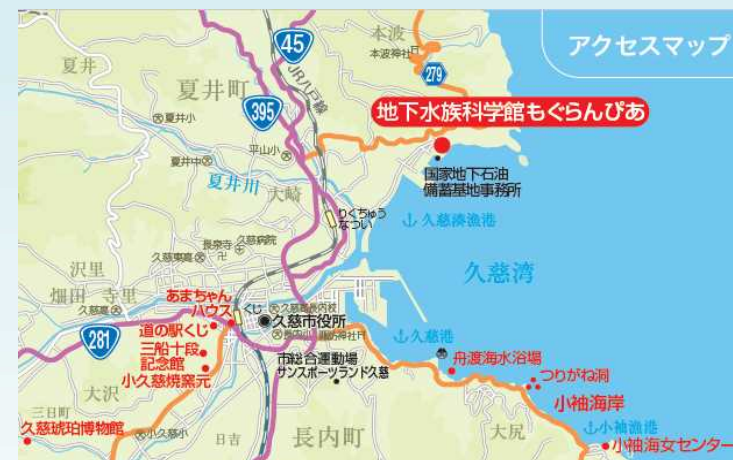 アクセスマップ
45
本波
本波神社
夏井
JR八戸線
279
夏井町
395
地下水族科学館もぐらんぴあ
夏井小
平山小
夏井中
国家地下石油
備蓄基地事務所
夏井川
大崎
りくちゅう
なつい
久慈湊漁港
長泉寺
久慈病院
久慈東高
沢里
久慈湾
畑田
寺里
久慈高
あまちゃん
ハウス
くじ
道の駅くじ
久慈市役所
281
諏訪神社
久慈港
三船十段
記念館
市総合運動場
サンスポーツランド久慈
舟渡海水浴場
つりがね洞
小久慈焼窯元
大沢
小袖海岸
三日町
久慈琥珀博物館
小久慈小
日吉
長内町
大尻
小袖漁港
小袖海女センター